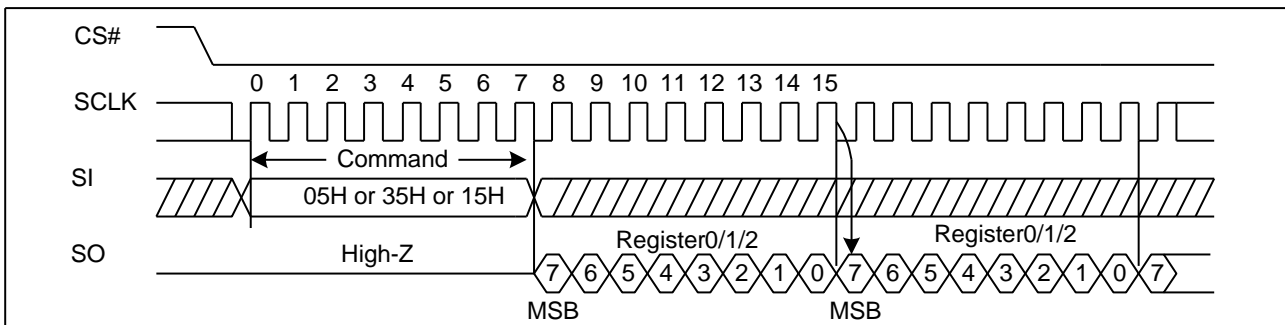 CS#
0 1 2 3 4 5 6 7 8 9 10 11 12 13 14 15
SCLK
Command
SI
05H or 35H or 15H
Register0/1/2 Register0/1/2
SO
High-Z
7 6 5 4 3 2 1 0 7 6 5 4 3 2 1 0 7
MSB MSB